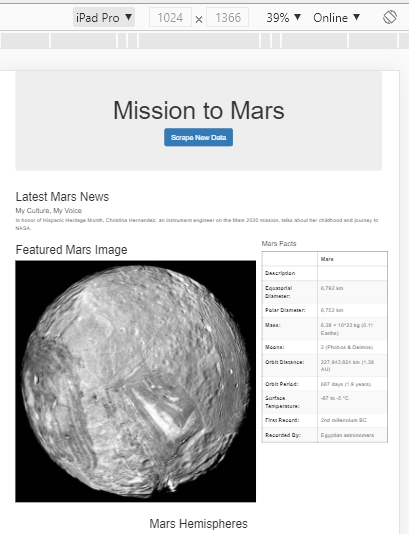 iPad Pro ▼ 1024 × 1366 39% ▼ Online ▼
Mission to Mars
Scrape New Data
Latest Mars News
My Culture, My Voice
In honor of Hispanic Heritage Month, Christina Hernandez, an instrument engineer on the Mars 2020 mission, talks about her childhood and journey to
NASA.
Featured Mars Image
Mars Facts
Mars
Description
Equatorial
Diameter:
6,792 km
Polar Diameter: 6,752 km
Mass: 6.39 × 10^23 kg (0.11
Earths)
Moons: 2 (Phobos & Deimos)
Orbit Distance: 227,943,824 km (1.38
AU)
Orbit Period: 687 days (1.9 years)
Surface
Temperature:
-87 to -5 °C
First Record: 2nd millennium BC
Recorded By: Egyptian astronomers
Mars Hemispheres